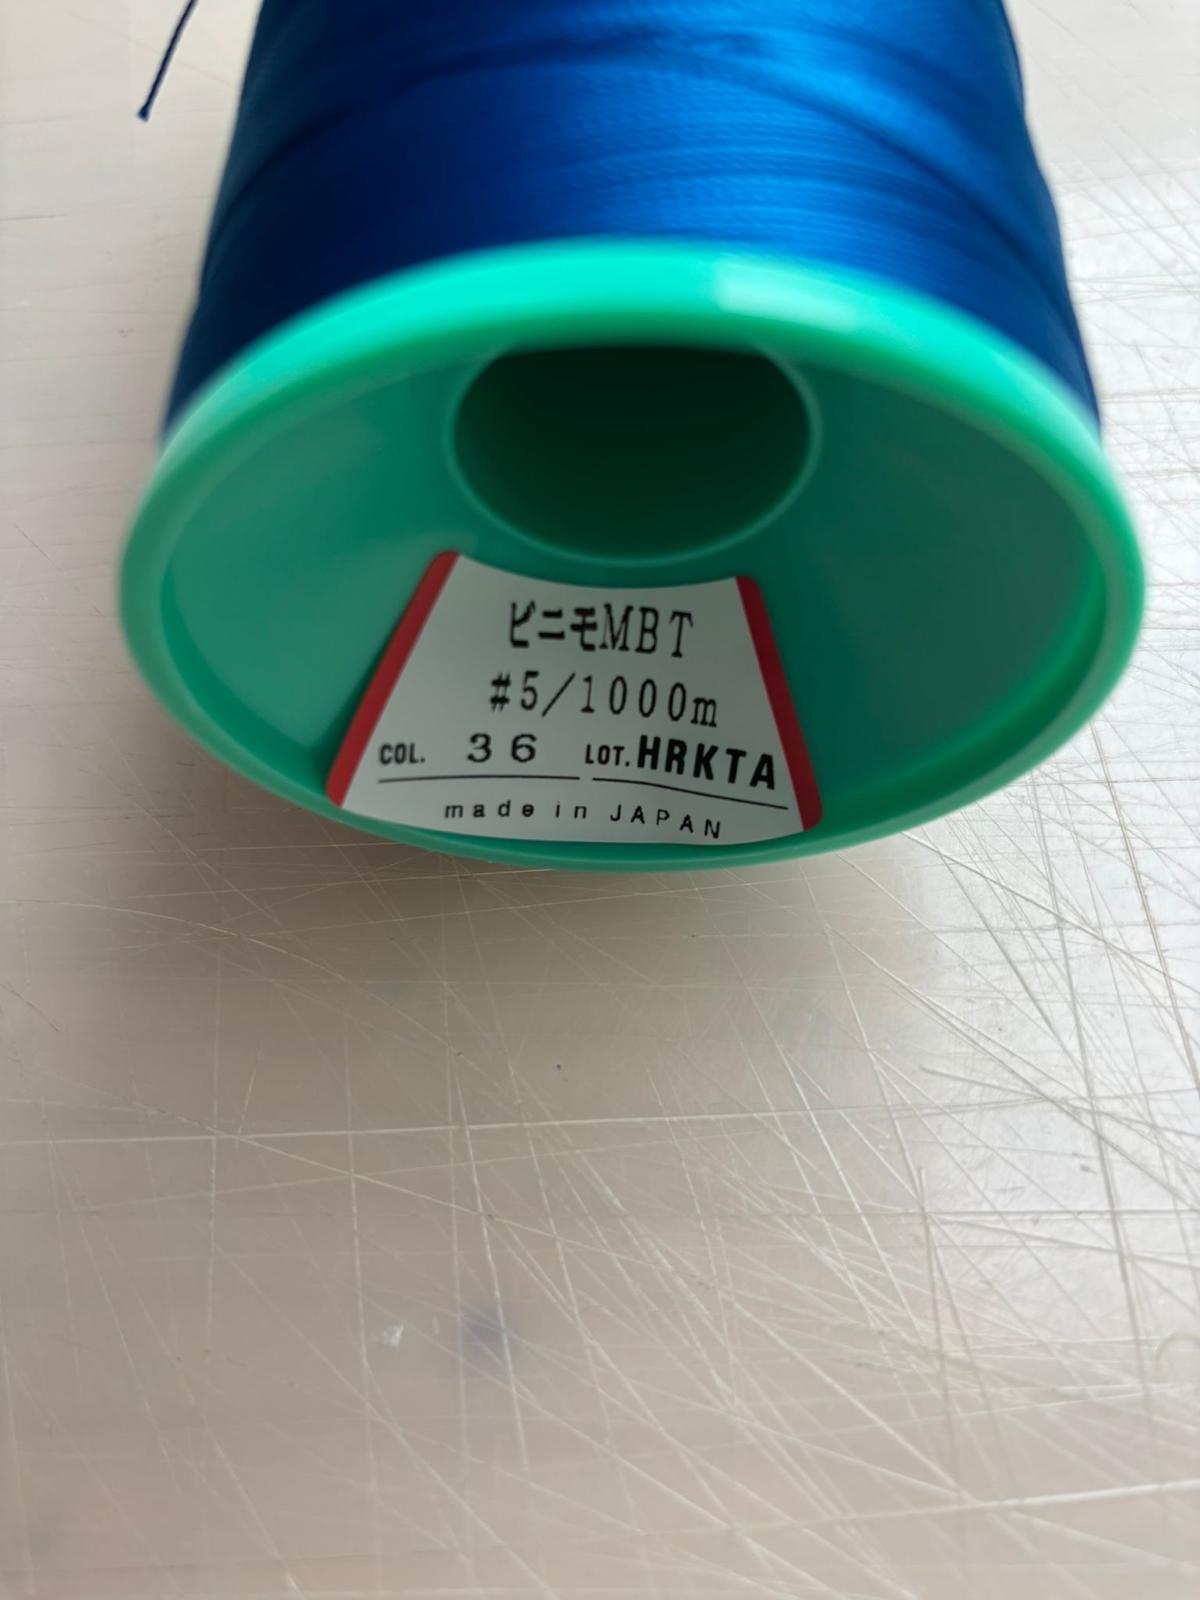 ビニモMBT
#5/1000m
COL. 36 LOT. HRKTA
made in JAPAN